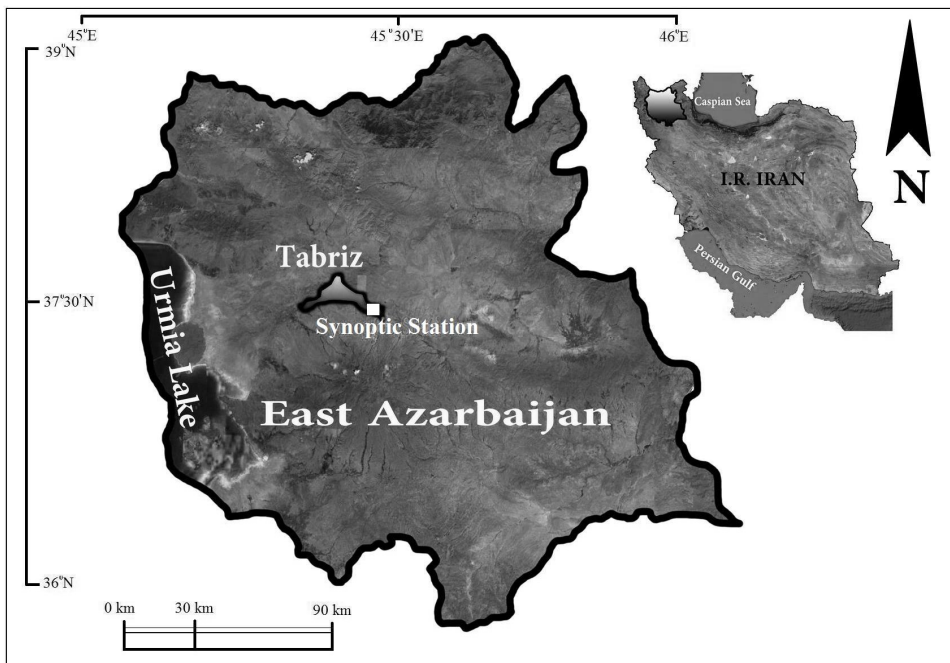 45°E
45°30'E
46°E
39°N
Caspian Sea
I.R. IRAN
N
Tabriz
Persian Gulf
Urmia Lake
37°30'N
Synoptic Station
East Azarbaijan
36°N
0 km
30 km
90 km